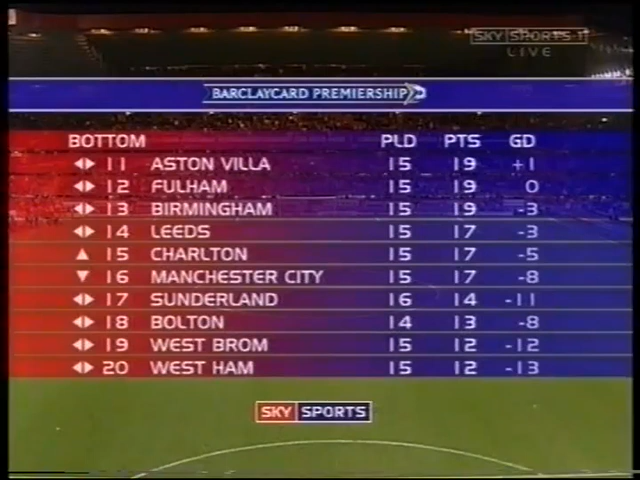 SKY SPORTS 1
LIVE
BARCLAYCARD PREMIERSHIP
BOTTOM PLD PTS GD
11 ASTON VILLA 15 19 +1
12 FULHAM 15 19 0
13 BIRMINGHAM 15 19 -3
14 LEEDS 15 17 -3
15 CHARLTON 15 17 -5
16 MANCHESTER CITY 15 17 -8
17 SUNDERLAND 16 14 -11
18 BOLTON 14 13 -8
19 WEST BROM 15 12 -12
20 WEST HAM 15 12 -13
SKY SPORTS